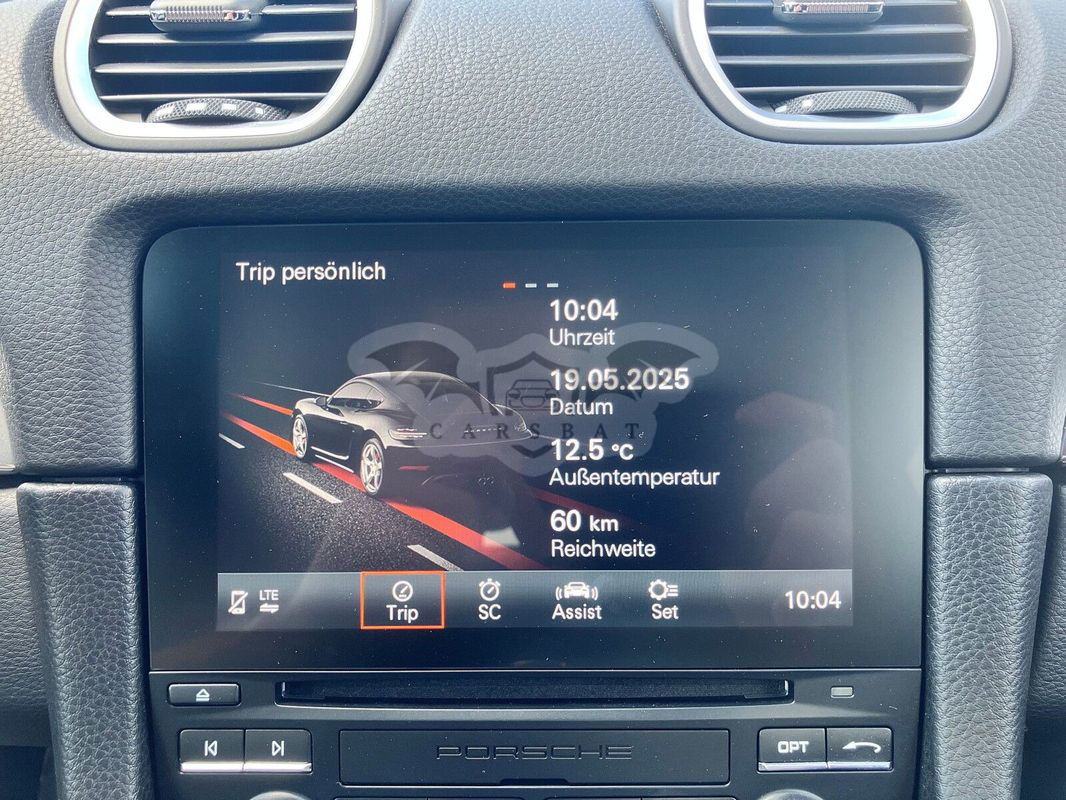 Trip persönlich
10:04
Uhrzeit
19.05.2025
Datum
CARSBAT
12.5 °C
Außentemperatur
60 km
Reichweite
LTE
Trip
SC
Assist
Set
10:04
PORSCHE
OPT